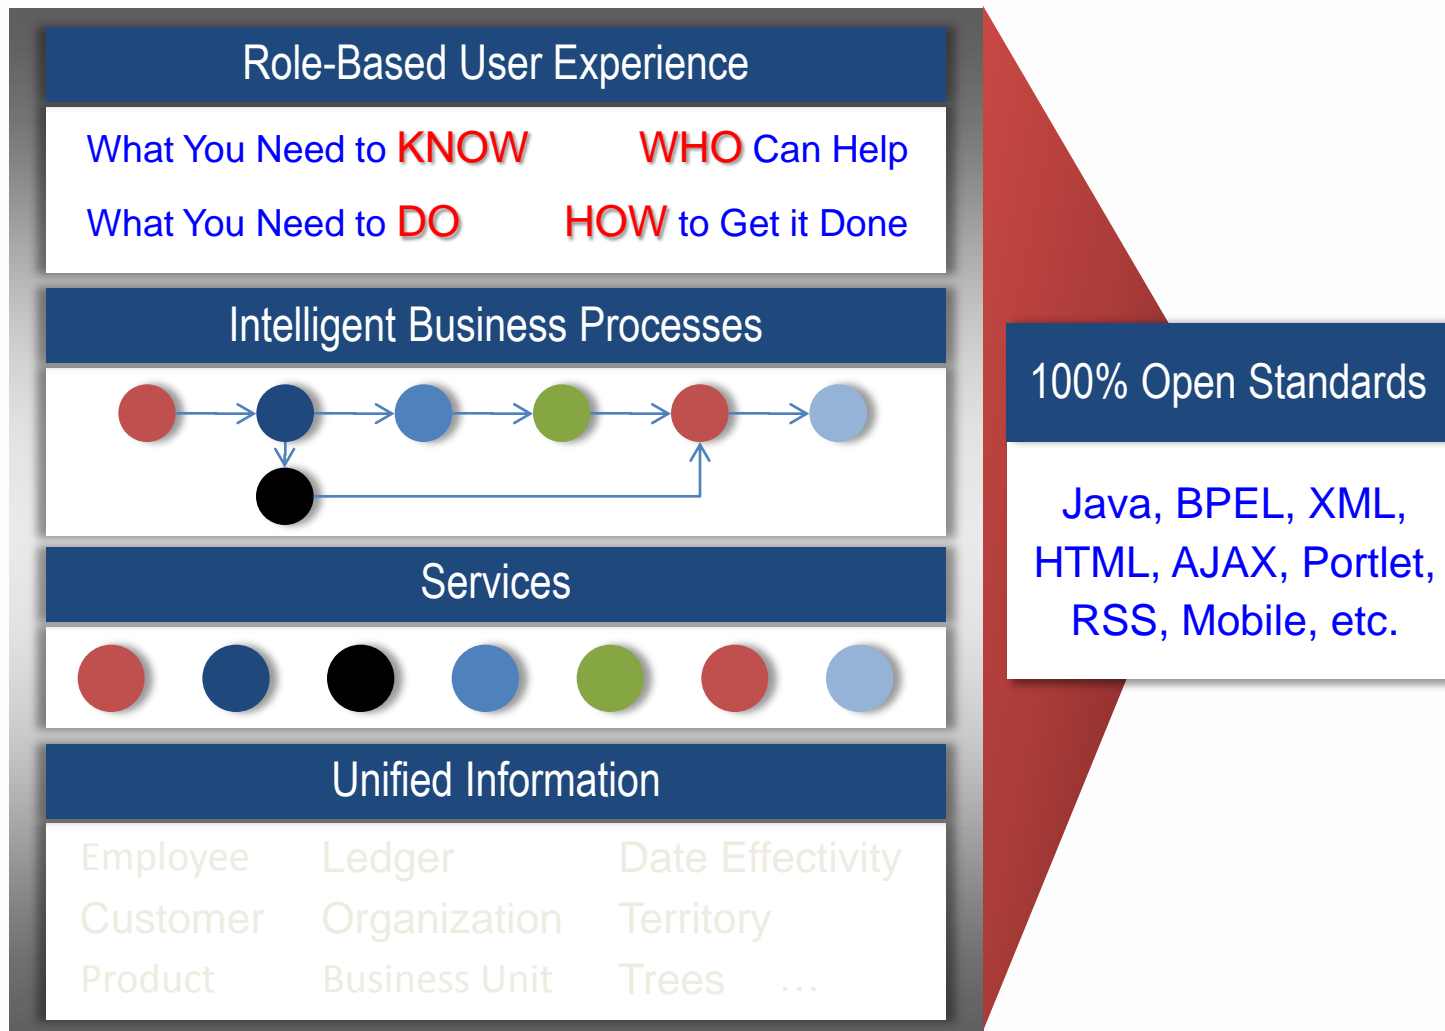 Role-Based User Experience
What You Need to KNOW WHO Can Help
What You Need to DO HOW to Get it Done
Intelligent Business Processes
Services
Unified Information
Employee Ledger Date Effectivity
Customer Organization Territory
Product Business Unit Trees ...
100% Open Standards
Java, BPEL, XML,
HTML, AJAX, Portlet,
RSS, Mobile, etc.